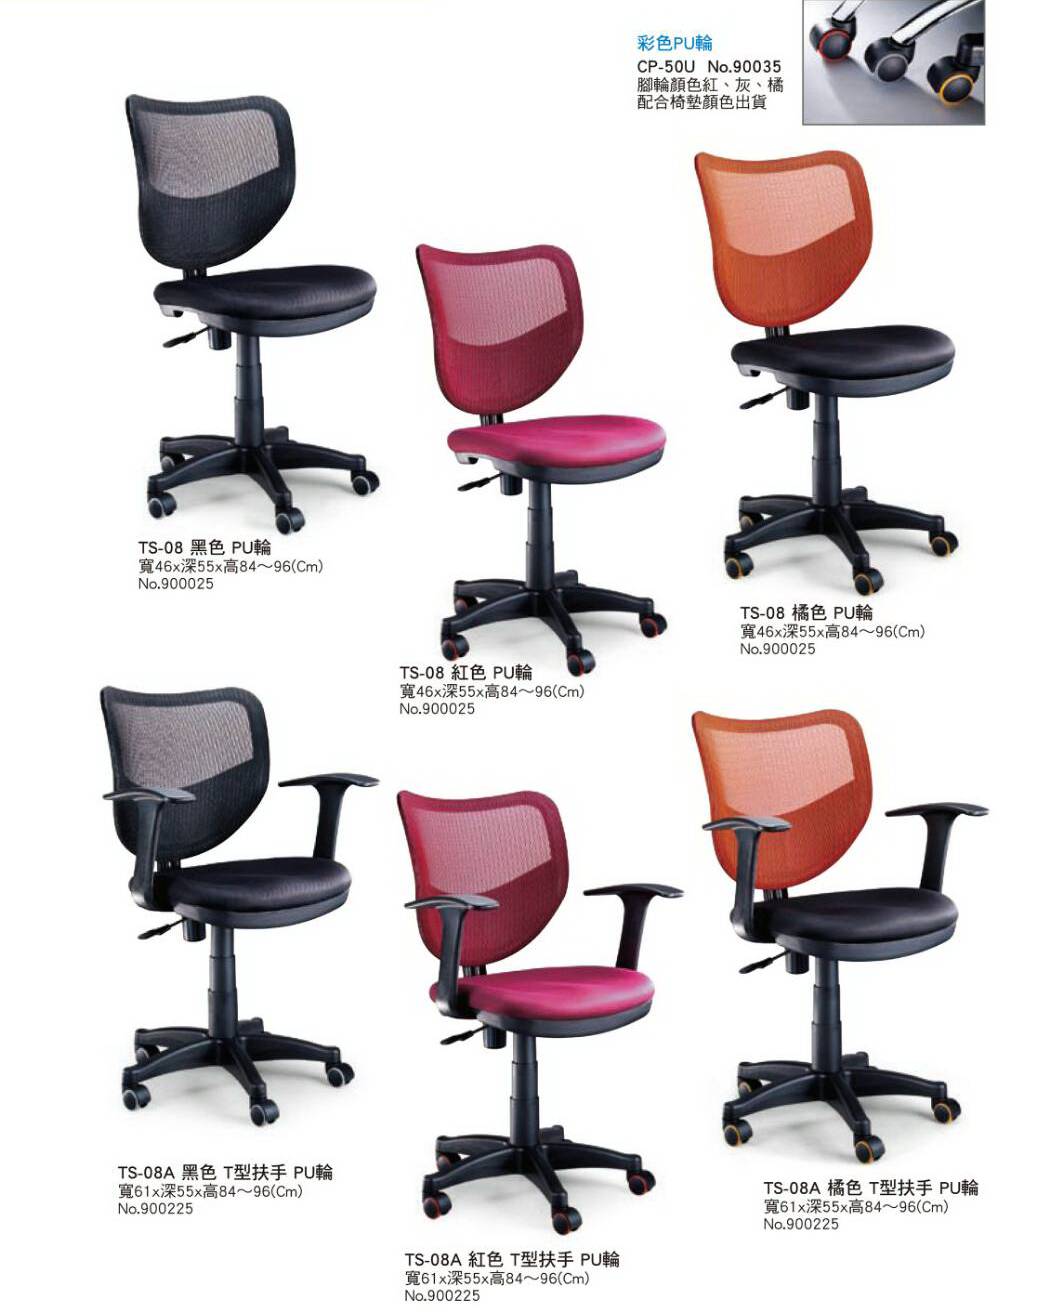 彩色PU輪
CP-50U No.90035
腳輪顏色紅、灰、橘
配合椅墊顏色出貨
TS-08 黑色 PU輪
寬46x深55x高84～96(Cm)
No.900025
TS-08 紅色 PU輪
寬46x深55x高84～96(Cm)
No.900025
TS-08 橘色 PU輪
寬46x深55x高84～96(Cm)
No.900025
TS-08A 黑色 T型扶手 PU輪
寬61x深55x高84～96(Cm)
No.900225
TS-08A 紅色 T型扶手 PU輪
寬61x深55x高84～96(Cm)
No.900225
TS-08A 橘色 T型扶手 PU輪
寬61x深55x高84～96(Cm)
No.900225